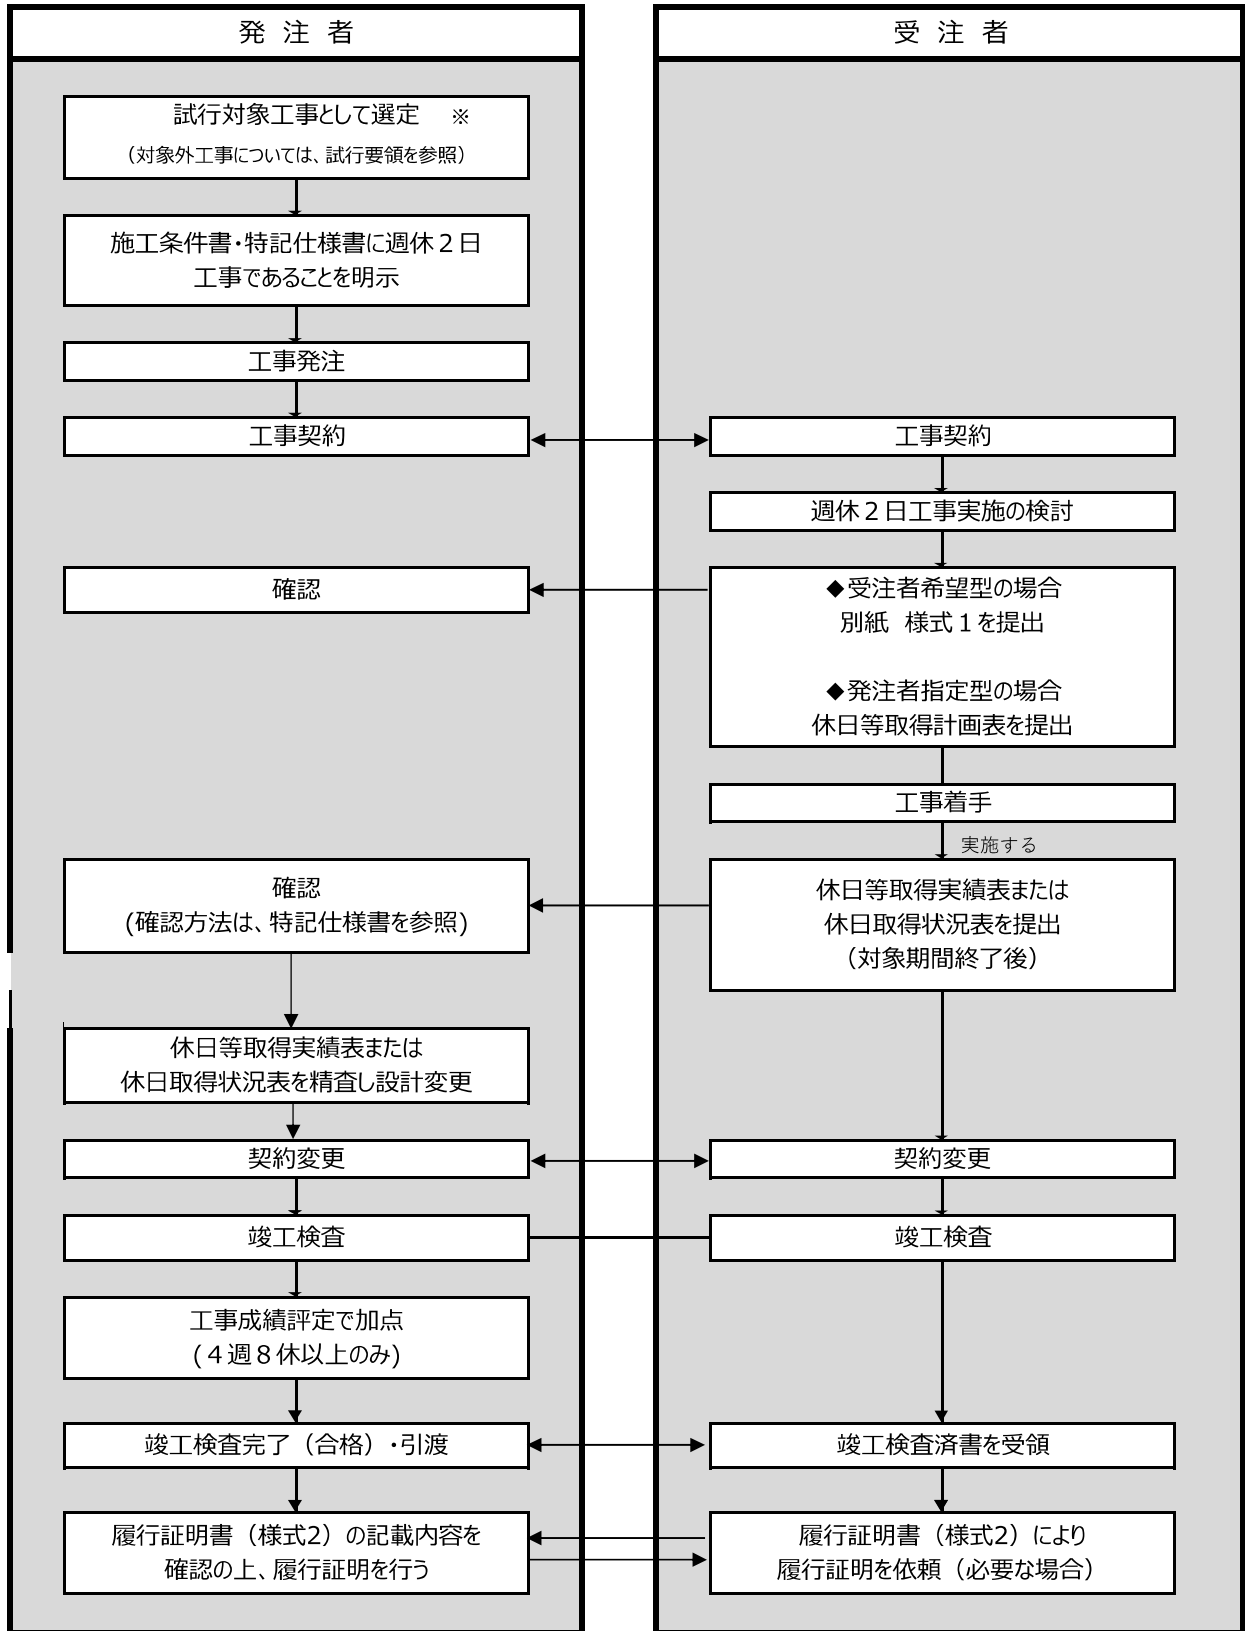 発 注 者
受 注 者
試行対象工事として選定 ※
（対象外工事については、試行要領を参照）
施工条件書・特記仕様書に週休２日
工事であることを明示
工事発注
工事契約
工事契約
週休２日工事実施の検討
確認
◆受注者希望型の場合
別紙 様式１を提出
◆発注者指定型の場合
休日等取得計画表を提出
工事着手
実施する
確認
(確認方法は、特記仕様書を参照)
休日等取得実績表または
休日取得状況表を提出
（対象期間終了後）
休日等取得実績表または
休日取得状況表を精査し設計変更
契約変更
契約変更
竣工検査
竣工検査
工事成績評定で加点
(４週８休以上のみ)
竣工検査完了（合格）・引渡
竣工検査済書を受領
履行証明書（様式2）の記載内容を
確認の上、履行証明を行う
履行証明書（様式2）により
履行証明を依頼（必要な場合）